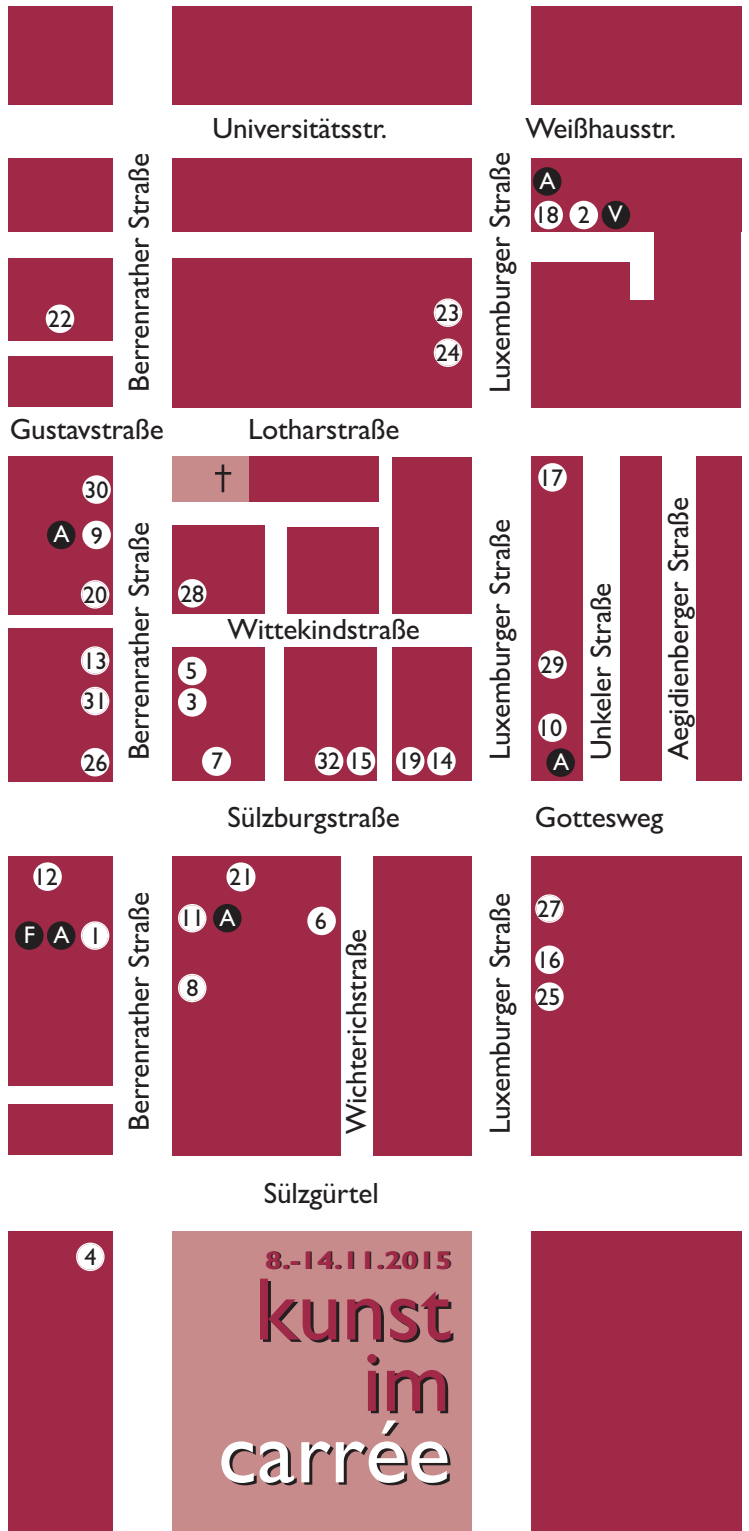 Universitätsstr. Weißhausstr.
Berrenrather Straße
Luxemburger Straße
A
18 2 V
22
23
24
Gustavstraße Lotharstraße
30
A 9
20
Berrenrather Straße
28
Wittekindstraße
Luxemburger Straße
17
Unkeler Straße
Aegidienberger Straße
13
31
26
5
3
7
32 15
19 14
29
10
A
Sülzburgstraße Gottesweg
12
F A 1
Berrenrather Straße
21
11 A
6
8
Wichterichstraße
Luxemburger Straße
27
16
25
Sülzgürtel
4
8.-14.11.2015
kunst
im
carrée